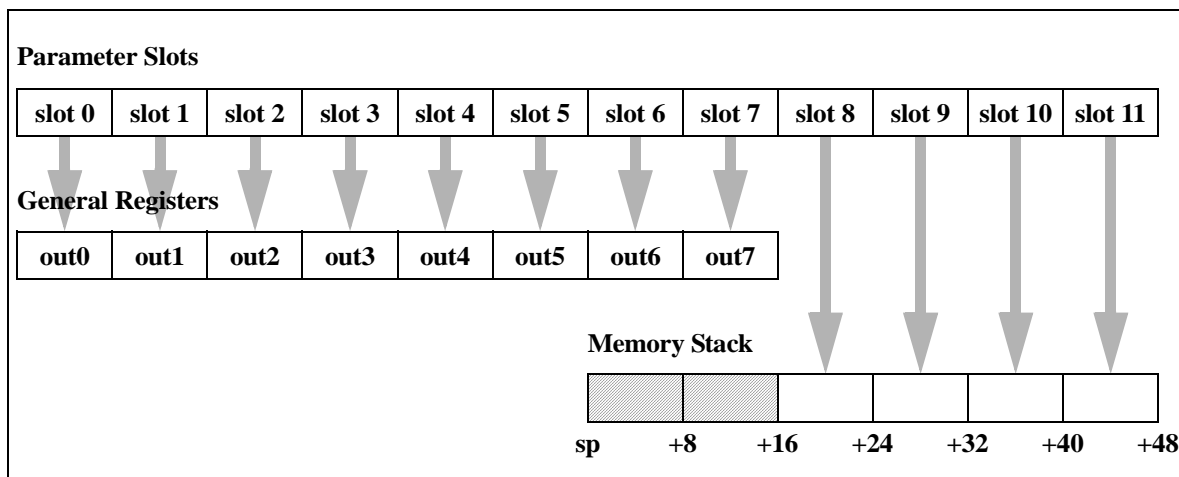 Parameter Slots
slot 0 slot 1 slot 2 slot 3 slot 4 slot 5 slot 6 slot 7 slot 8 slot 9 slot 10 slot 11
General Registers
out0 out1 out2 out3 out4 out5 out6 out7
Memory Stack
sp +8 +16 +24 +32 +40 +48